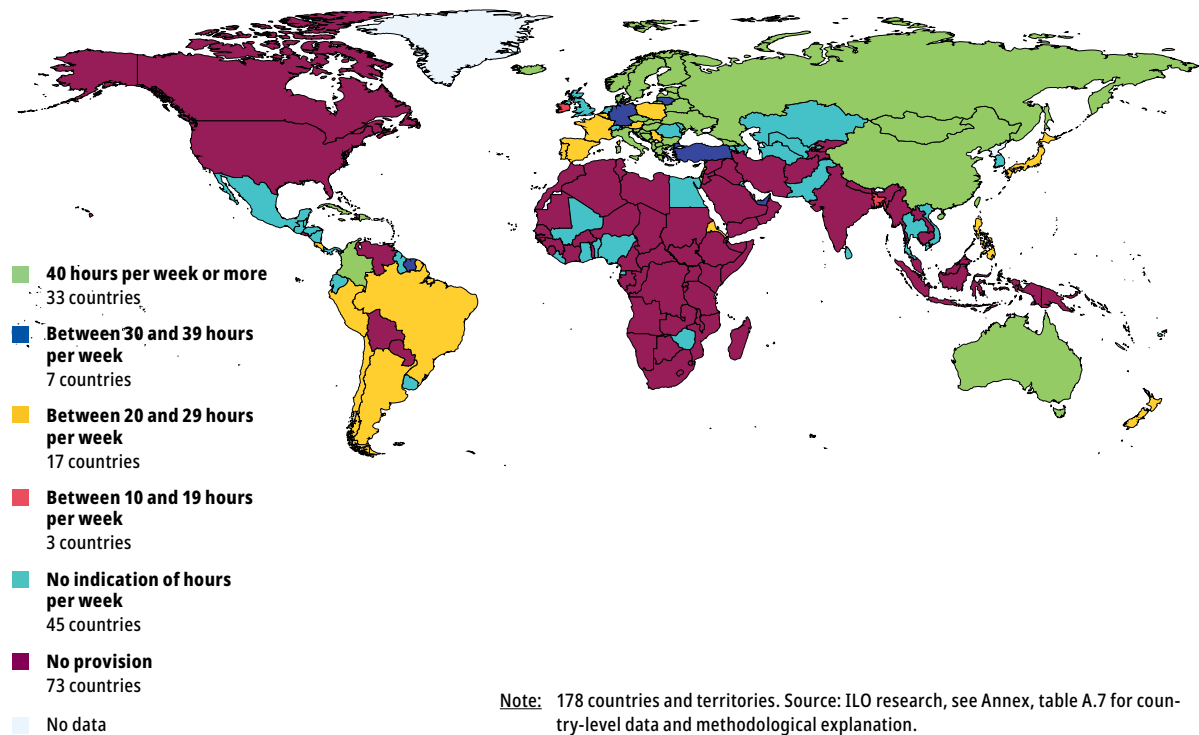 40 hours per week or more
33 countries
Between 30 and 39 hours
per week
7 countries
Between 20 and 29 hours
per week
17 countries
Between 10 and 19 hours
per week
3 countries
No indication of hours
per week
45 countries
No provision
73 countries
No data
Note: 178 countries and territories. Source: ILO research, see Annex, table A.7 for coun-
try-level data and methodological explanation.